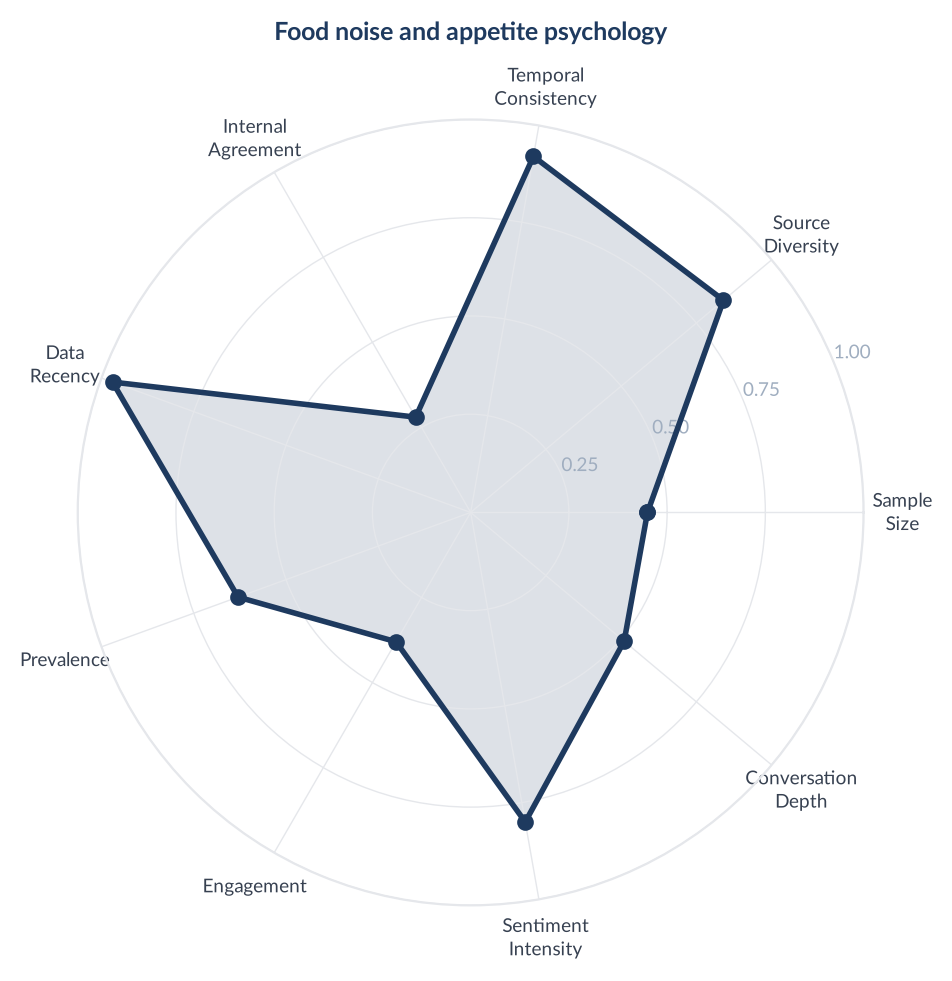 Food noise and appetite psychology
Temporal
Consistency
Internal
Agreement
Source
Diversity
Data
Recency
1.00
0.75
0.50
0.25
Sample
Size
Prevalence
Conversation
Depth
Engagement
Sentiment
Intensity